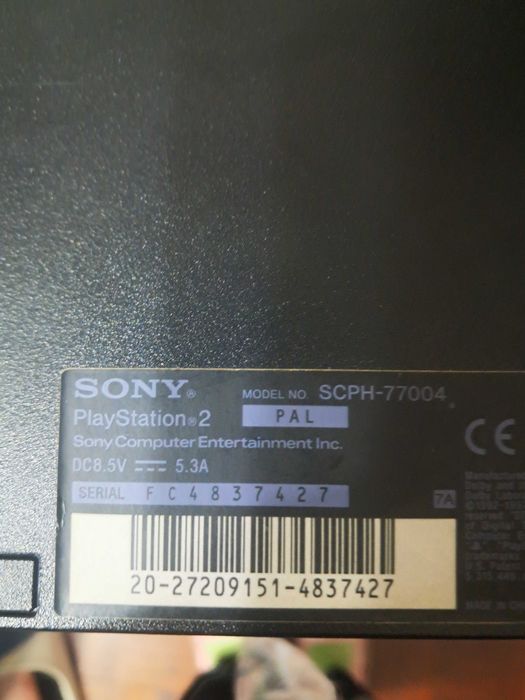 SONY®
MODEL NO. SCPH-77004
PlayStation®2
PAL
Sony Computer Entertainment Inc.
DC8.5V 5.3A
SERIAL FC4837427
7A
CE
20-27209151-4837427